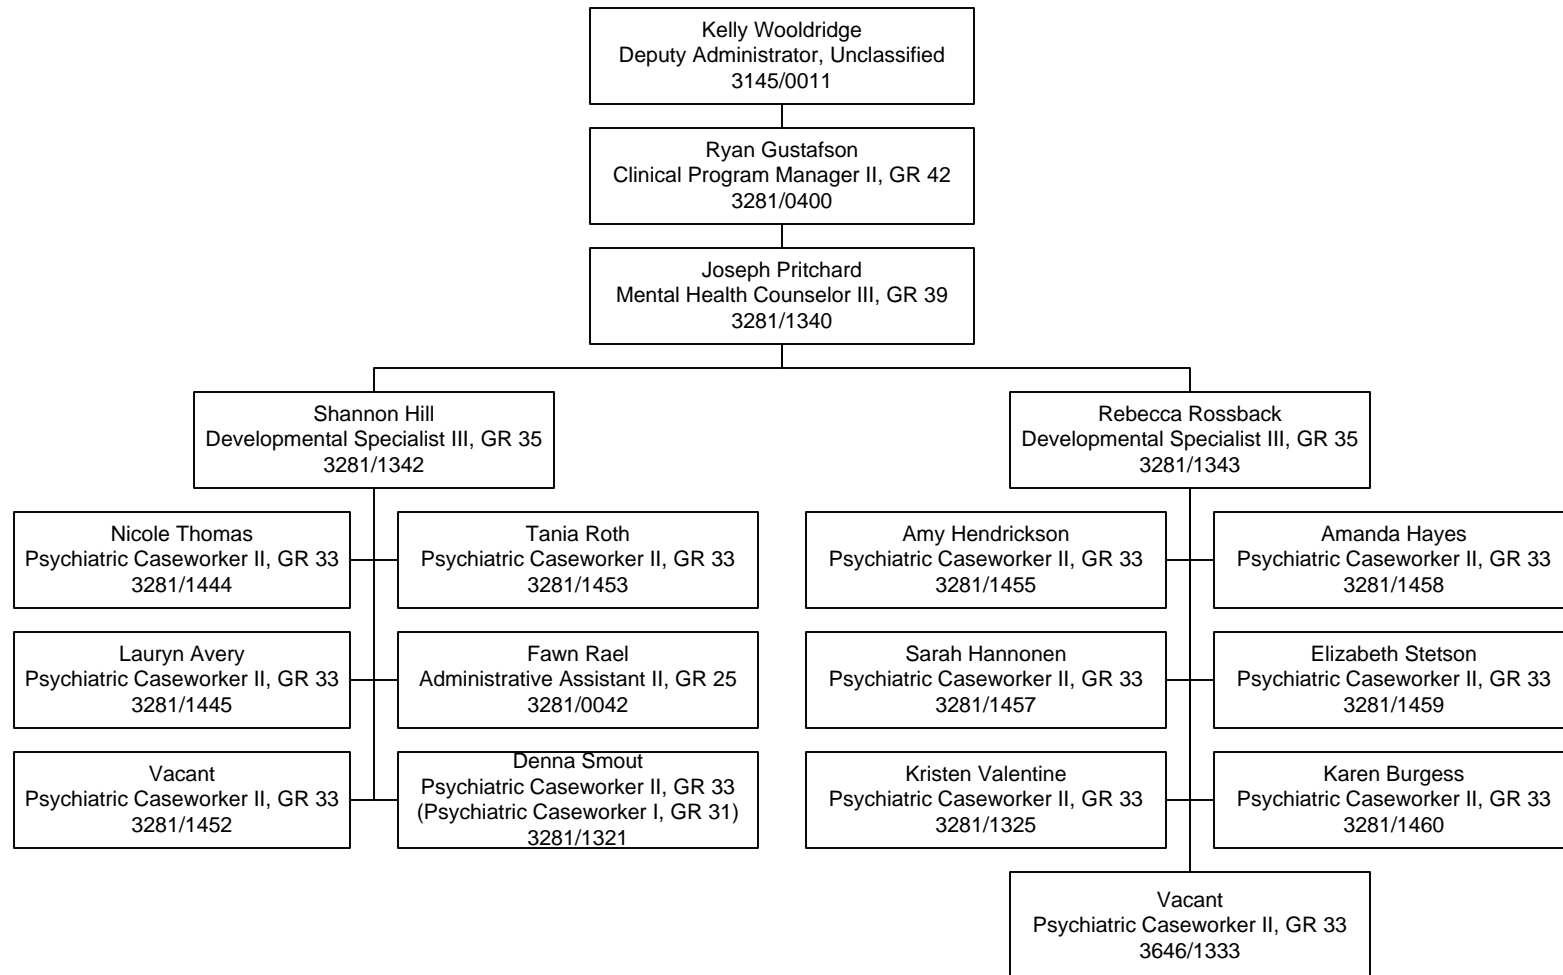 Kelly Wooldridge
Deputy Administrator, Unclassified
3145/0011
Ryan Gustafson
Clinical Program Manager II, GR 42
3281/0400
Joseph Pritchard
Mental Health Counselor III, GR 39
3281/1340
Shannon Hill
Developmental Specialist III, GR 35
3281/1342
Rebecca Rossback
Developmental Specialist III, GR 35
3281/1343
Nicole Thomas
Psychiatric Caseworker II, GR 33
3281/1444
Tania Roth
Psychiatric Caseworker II, GR 33
3281/1453
Amy Hendrickson
Psychiatric Caseworker II, GR 33
3281/1455
Amanda Hayes
Psychiatric Caseworker II, GR 33
3281/1458
Lauryn Avery
Psychiatric Caseworker II, GR 33
3281/1445
Fawn Rael
Administrative Assistant II, GR 25
3281/0042
Sarah Hannonen
Psychiatric Caseworker II, GR 33
3281/1457
Elizabeth Stetson
Psychiatric Caseworker II, GR 33
3281/1459
Vacant
Psychiatric Caseworker II, GR 33
3281/1452
Denna Smout
Psychiatric Caseworker II, GR 33
(Psychiatric Caseworker I, GR 31)
3281/1321
Kristen Valentine
Psychiatric Caseworker II, GR 33
3281/1325
Karen Burgess
Psychiatric Caseworker II, GR 33
3281/1460
Vacant
Psychiatric Caseworker II, GR 33
3646/1333